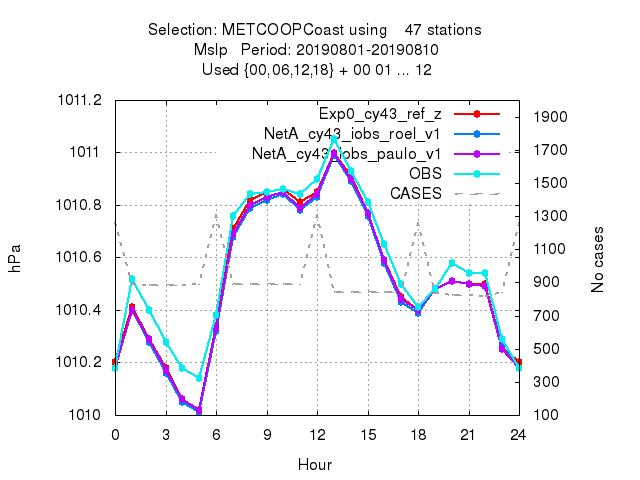 Selection: METCOOPCoast using 47 stations
Mslp Period: 20190801-20190810
Used {00,06,12,18} + 00 01 ... 12
Exp0_cy43_ref_z
NetA_cy43_iobs_roel_v1
NetA_cy43_iobs_paulo_v1
OBS
CASES
hPa
1011.2
1011
1010.8
1010.6
1010.4
1010.2
1010
1900
1700
1500
1300
1100
900
700
500
300
100
No cases
0 3 6 9 12 15 18 21 24
Hour